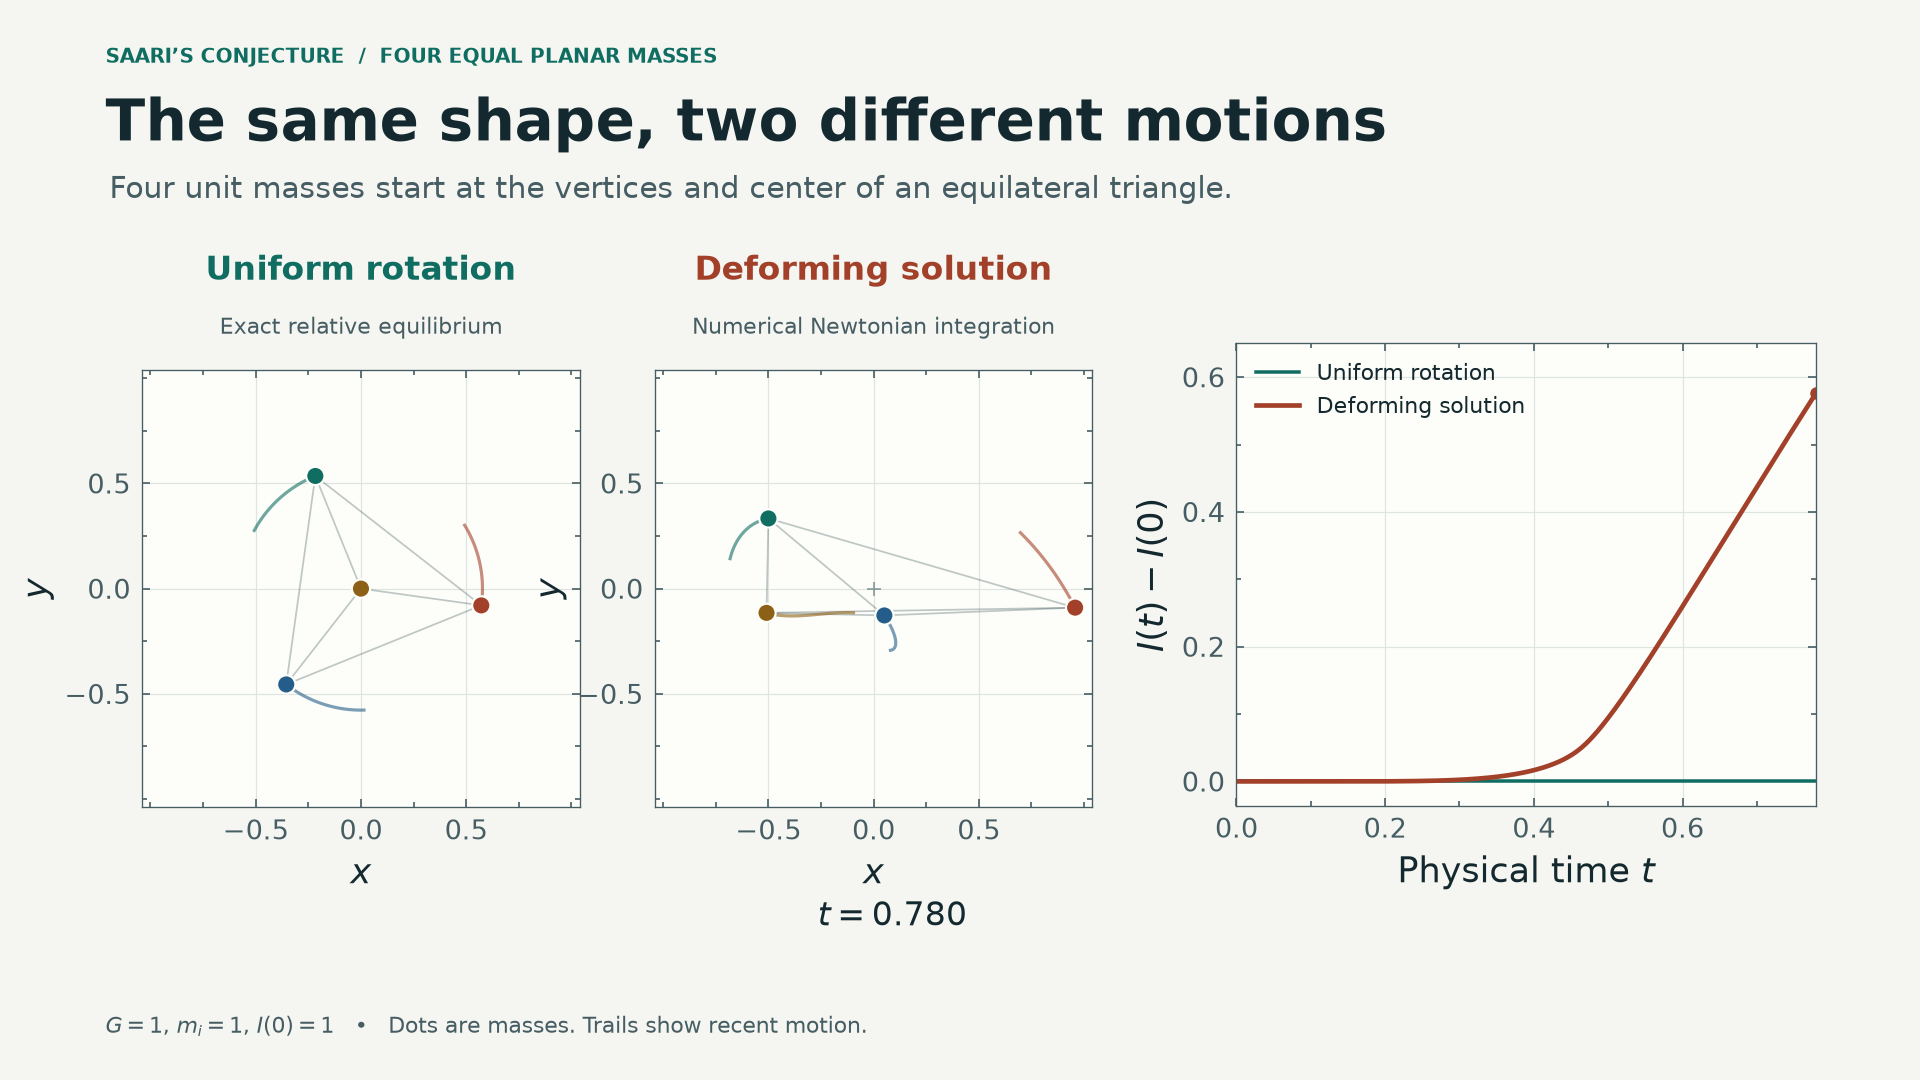 SAARI’S CONJECTURE / FOUR EQUAL PLANAR MASSES
The same shape, two different motions
Four unit masses start at the vertices and center of an equilateral triangle.
Uniform rotation
Exact relative equilibrium
0.5
0.0
−0.5
y
−0.5 0.0 0.5
x
Deforming solution
Numerical Newtonian integration
0.5
0.0
−0.5
y
−0.5 0.0 0.5
x
t = 0.780
Uniform rotation
Deforming solution
0.6
0.4
0.2
0.0
I(t) − I(0)
0.0 0.2 0.4 0.6
Physical time t
G = 1, mᵢ = 1, I(0) = 1 • Dots are masses. Trails show recent motion.